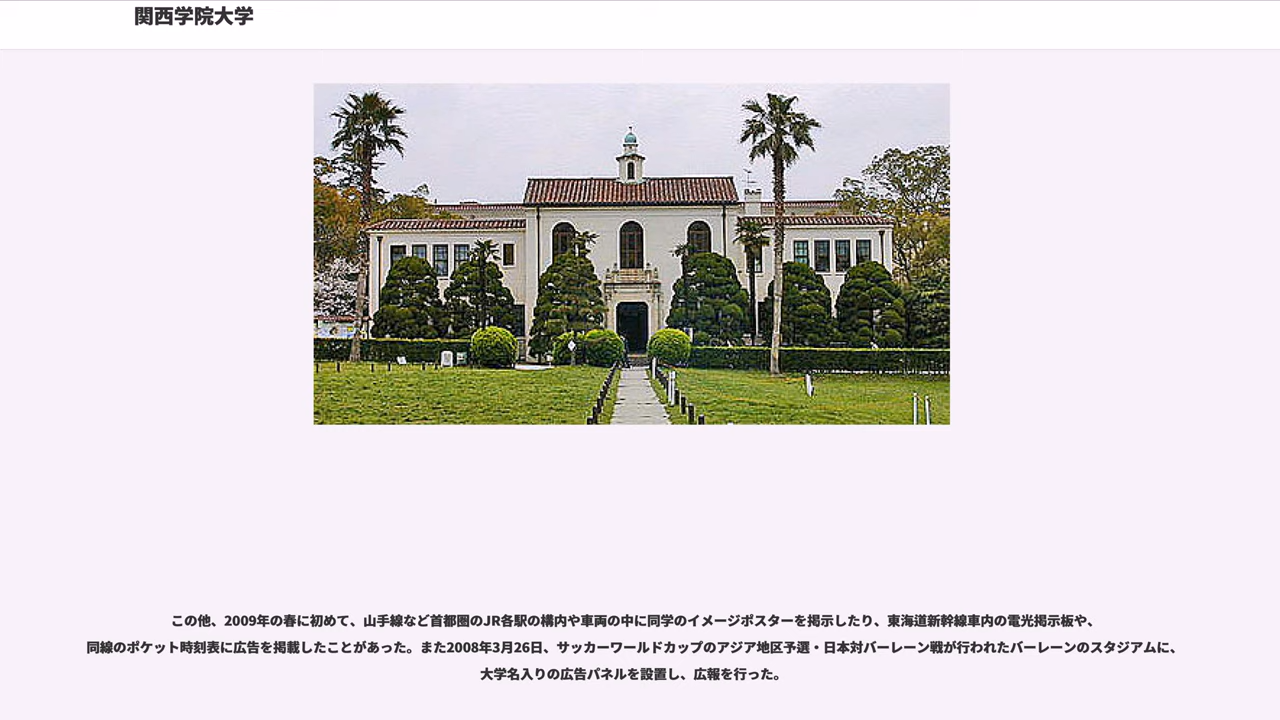 関西学院大学
この他、2009年の春に初めて、山手線など首都圏のJR各駅の構内や車両の中に同学のイメージポスターを掲示したり、東海道新幹線車内の電光掲示板や、
同線のポケット時刻表に広告を掲載したことがあった。また2008年3月26日、サッカーワールドカップのアジア地区予選・日本対バーレーン戦が行われたバーレーンのスタジアムに、
大学名入りの広告パネルを設置し、広報を行った。